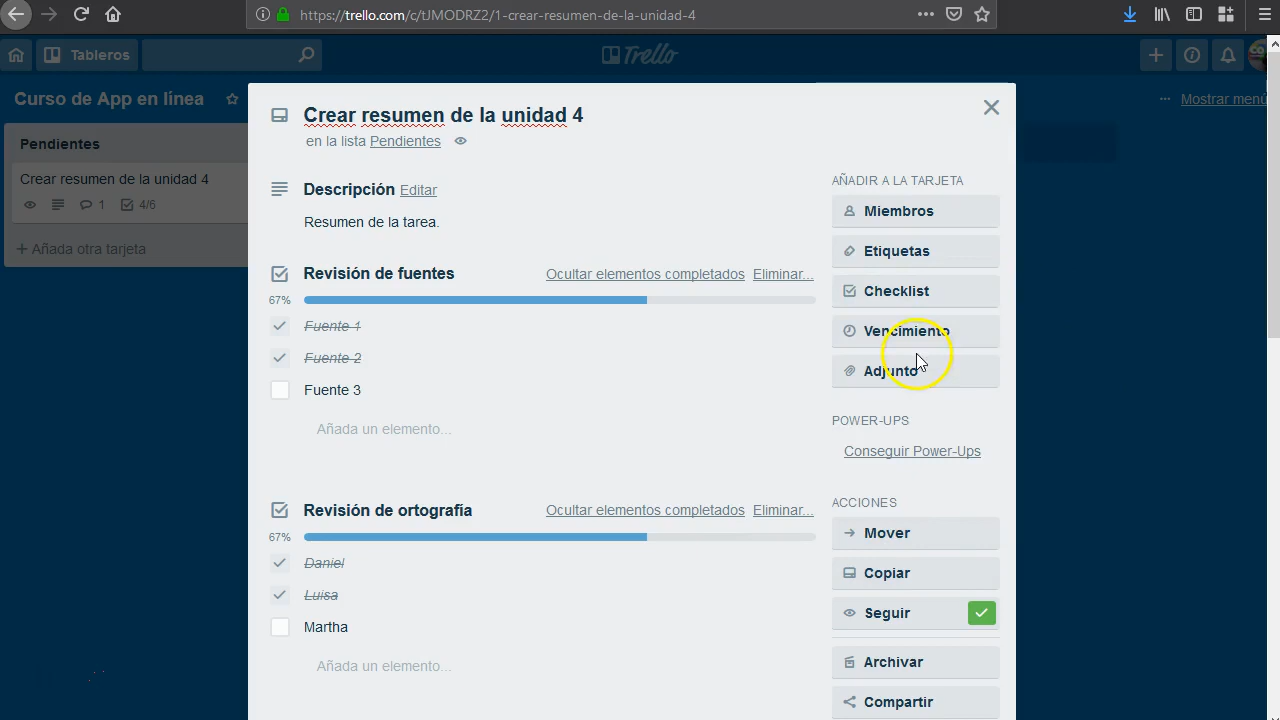 https://trello.com/c/tJMODRZ2/1-crear-resumen-de-la-unidad-4
Tableros
Trello
Curso de App en línea
Mostrar menú
Pendientes
Crear resumen de la unidad 4
1
4/6
+ Añada otra tarjeta
Crear resumen de la unidad 4
en la lista Pendientes
Descripción Editar
Resumen de la tarea.
Revisión de fuentes Ocultar elementos completados Eliminar...
67%
Fuente 1
Fuente 2
Fuente 3
Añada un elemento...
Revisión de ortografía Ocultar elementos completados Eliminar...
67%
Daniel
Luisa
Martha
Añada un elemento...
AÑADIR A LA TARJETA
Miembros
Etiquetas
Checklist
Vencimiento
Adjunto
POWER-UPS
Conseguir Power-Ups
ACCIONES
Mover
Copiar
Seguir
Archivar
Compartir